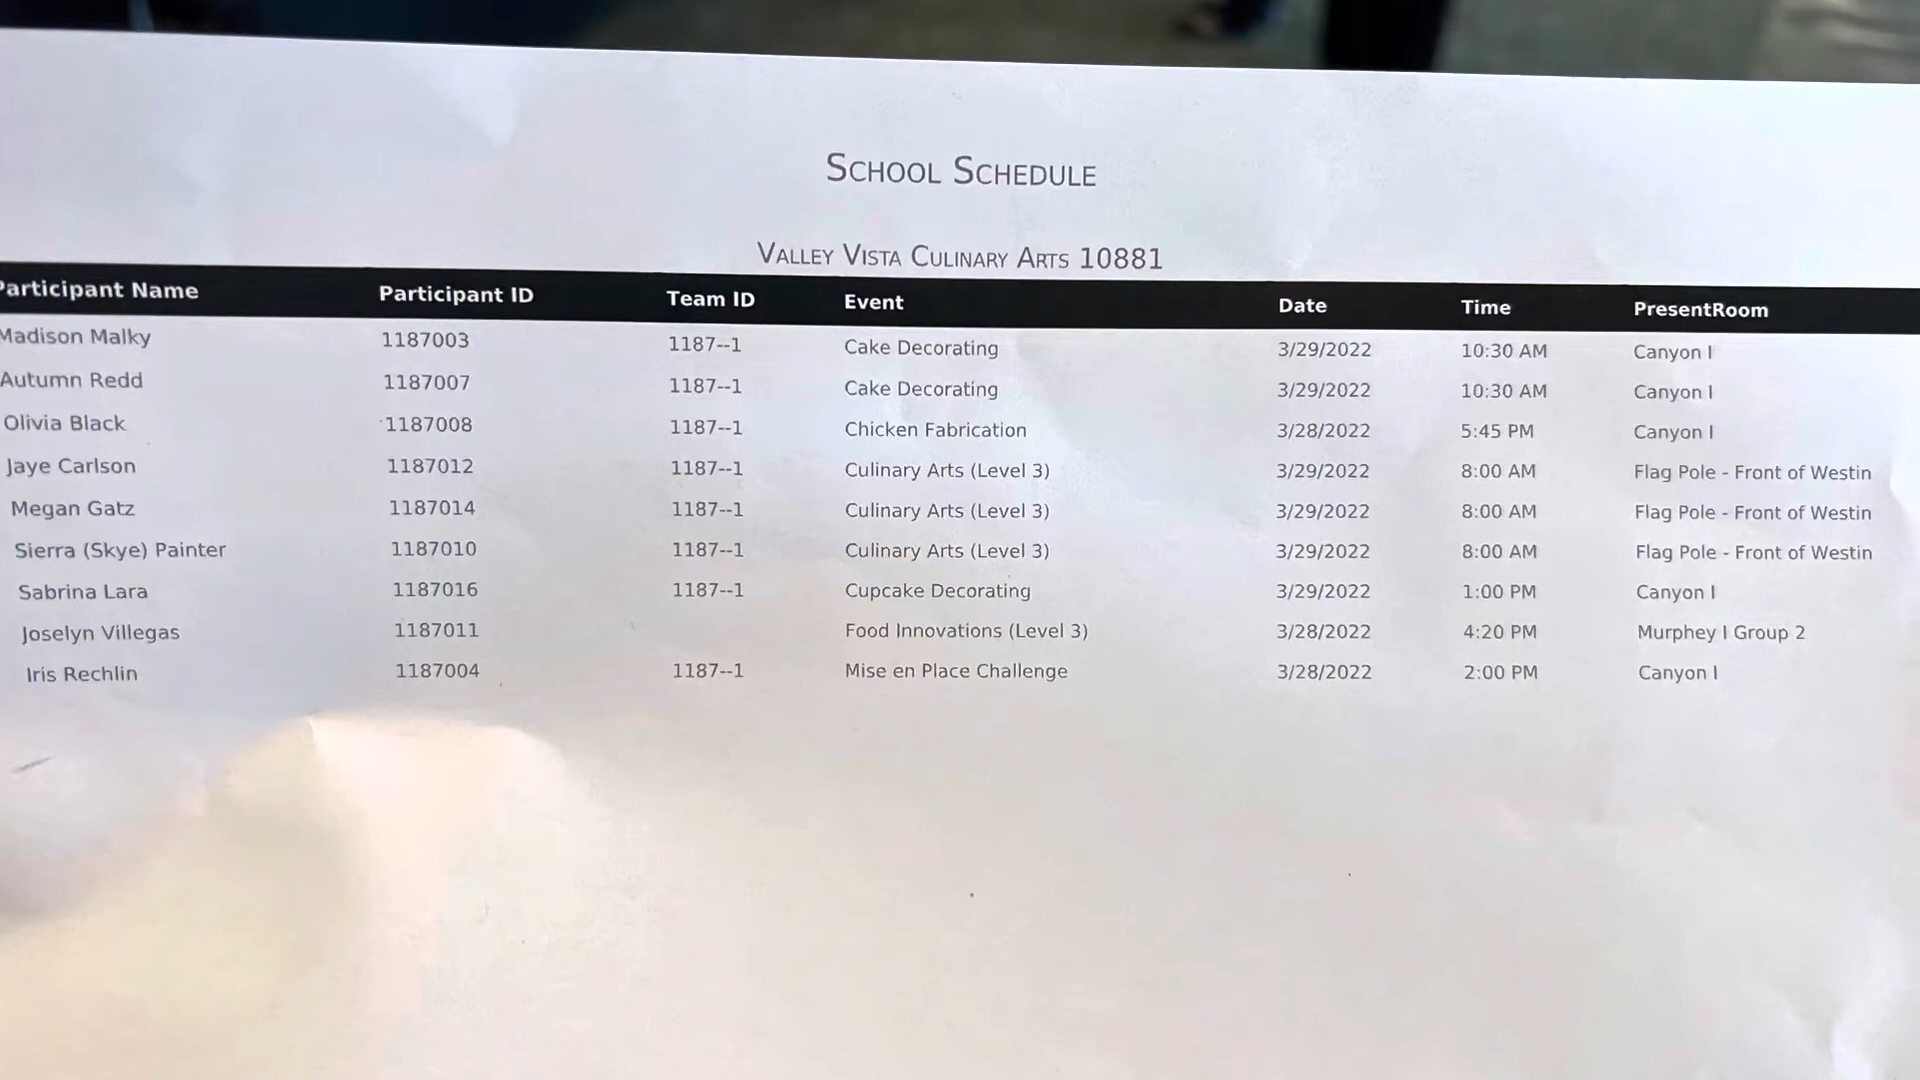 SCHOOL SCHEDULE
VALLEY VISTA CULINARY ARTS 10881
Participant Name Participant ID Team ID Event Date Time PresentRoom
Madison Malky 1187003 1187--1 Cake Decorating 3/29/2022 10:30 AM Canyon I
Autumn Redd 1187007 1187--1 Cake Decorating 3/29/2022 10:30 AM Canyon I
Olivia Black 1187008 1187--1 Chicken Fabrication 3/28/2022 5:45 PM Canyon I
Jaye Carlson 1187012 1187--1 Culinary Arts (Level 3) 3/29/2022 8:00 AM Flag Pole - Front of Westin
Megan Gatz 1187014 1187--1 Culinary Arts (Level 3) 3/29/2022 8:00 AM Flag Pole - Front of Westin
Sierra (Skye) Painter 1187010 1187--1 Culinary Arts (Level 3) 3/29/2022 8:00 AM Flag Pole - Front of Westin
Sabrina Lara 1187016 1187--1 Cupcake Decorating 3/29/2022 1:00 PM Canyon I
Joselyn Villegas 1187011 Food Innovations (Level 3) 3/28/2022 4:20 PM Murphey I Group 2
Iris Rechlin 1187004 1187--1 Mise en Place Challenge 3/28/2022 2:00 PM Canyon I